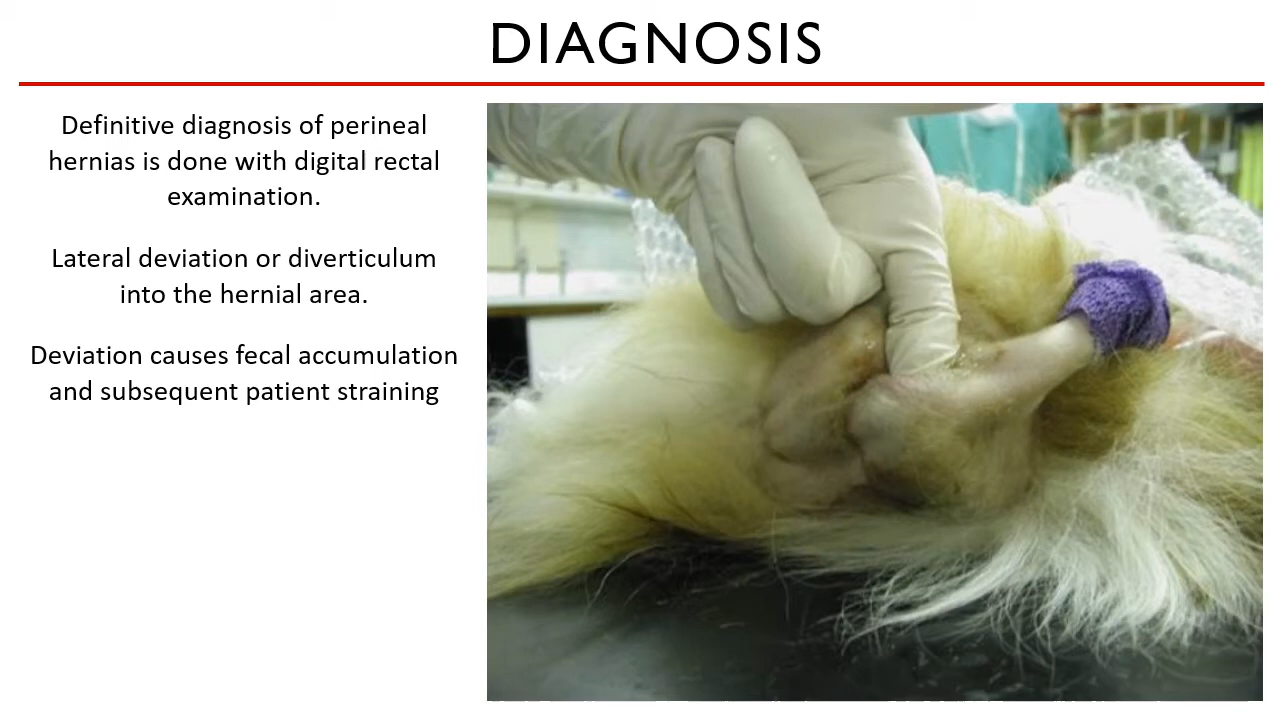 DIAGNOSIS
Definitive diagnosis of perineal
hernias is done with digital rectal
examination.
Lateral deviation or diverticulum
into the hernial area.
Deviation causes fecal accumulation
and subsequent patient straining